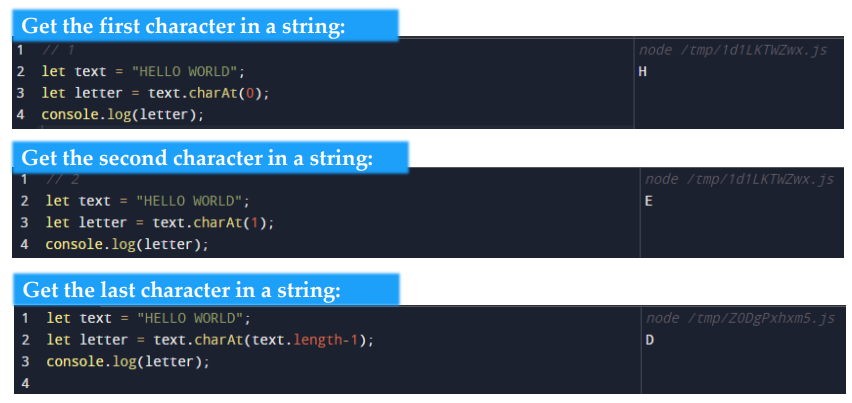 Get the first character in a string:
1 // 1 node /tmp/1d1LKTWZwx.js
2 let text = "HELLO WORLD"; H
3 let letter = text.charAt(0);
4 console.log(letter);
Get the second character in a string:
1 // 2 node /tmp/1d1LKTWZwx.js
2 let text = "HELLO WORLD"; E
3 let letter = text.charAt(1);
4 console.log(letter);
Get the last character in a string:
1 let text = "HELLO WORLD"; node /tmp/Z0DgPxhxm5.js
2 let letter = text.charAt(text.length-1); D
3 console.log(letter);
4